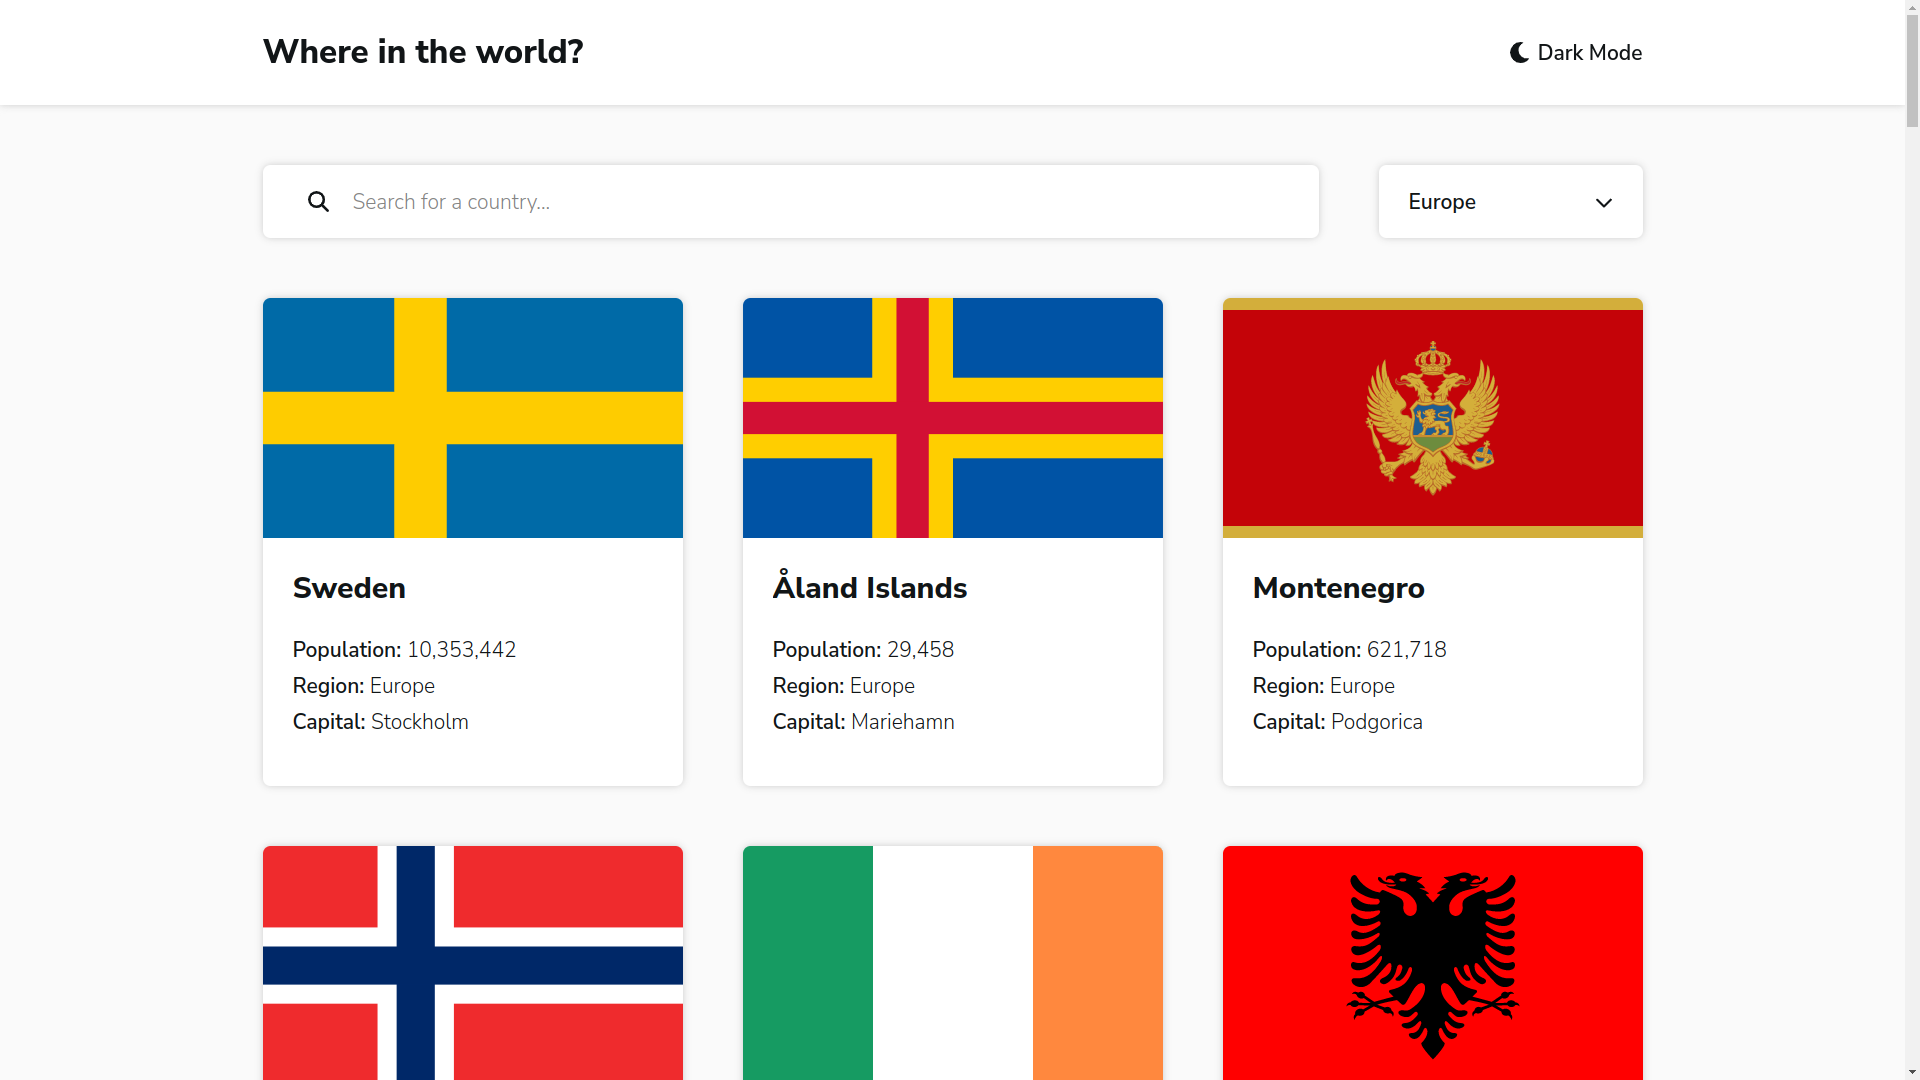 Where in the world?
Dark Mode
Search for a country...
Europe
Sweden
Population: 10,353,442
Region: Europe
Capital: Stockholm
Åland Islands
Population: 29,458
Region: Europe
Capital: Mariehamn
Montenegro
Population: 621,718
Region: Europe
Capital: Podgorica